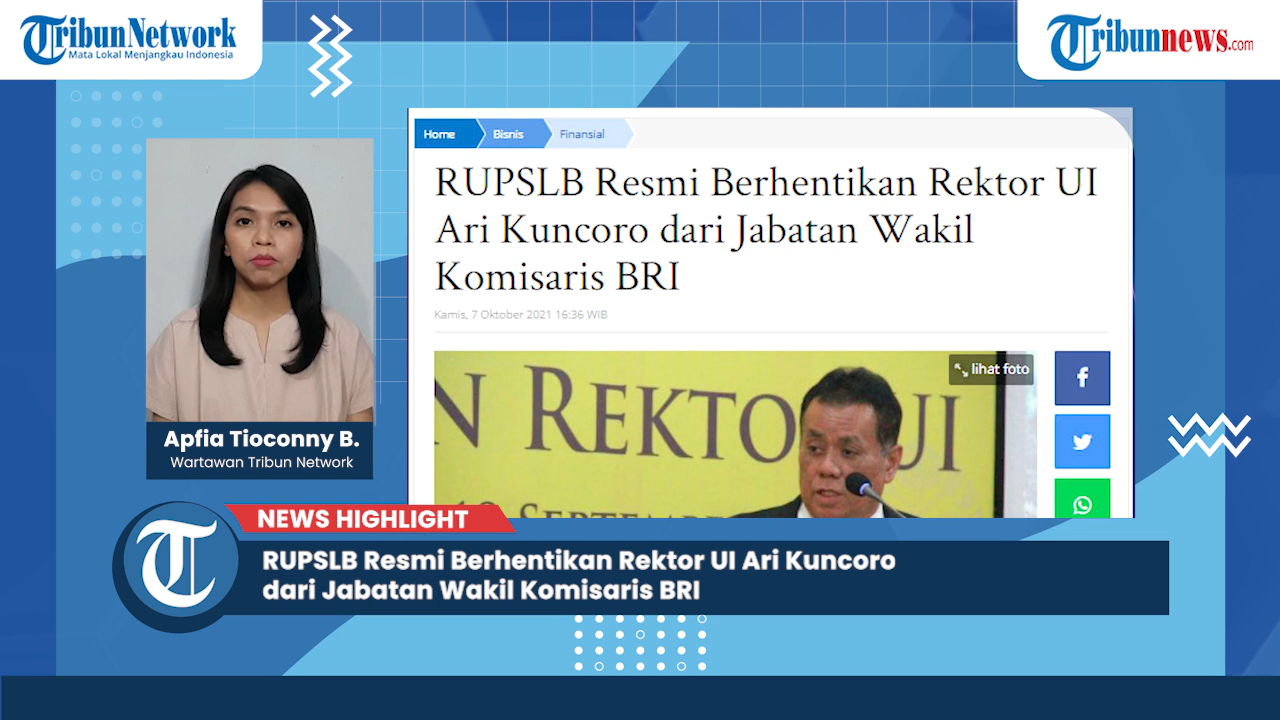 TribunNetwork
Mata Lokal Menjangkau Indonesia
Tribunnews.com
Home Bisnis Finansial
RUPSLB Resmi Berhentikan Rektor UI
Ari Kuncoro dari Jabatan Wakil
Komisaris BRI
Kamis, 7 Oktober 2021 16:36 WIB
lihat foto
N REKTOR UI
Apfia Tioconny B.
Wartawan Tribun Network
NEWS HIGHLIGHT
RUPSLB Resmi Berhentikan Rektor UI Ari Kuncoro
dari Jabatan Wakil Komisaris BRI